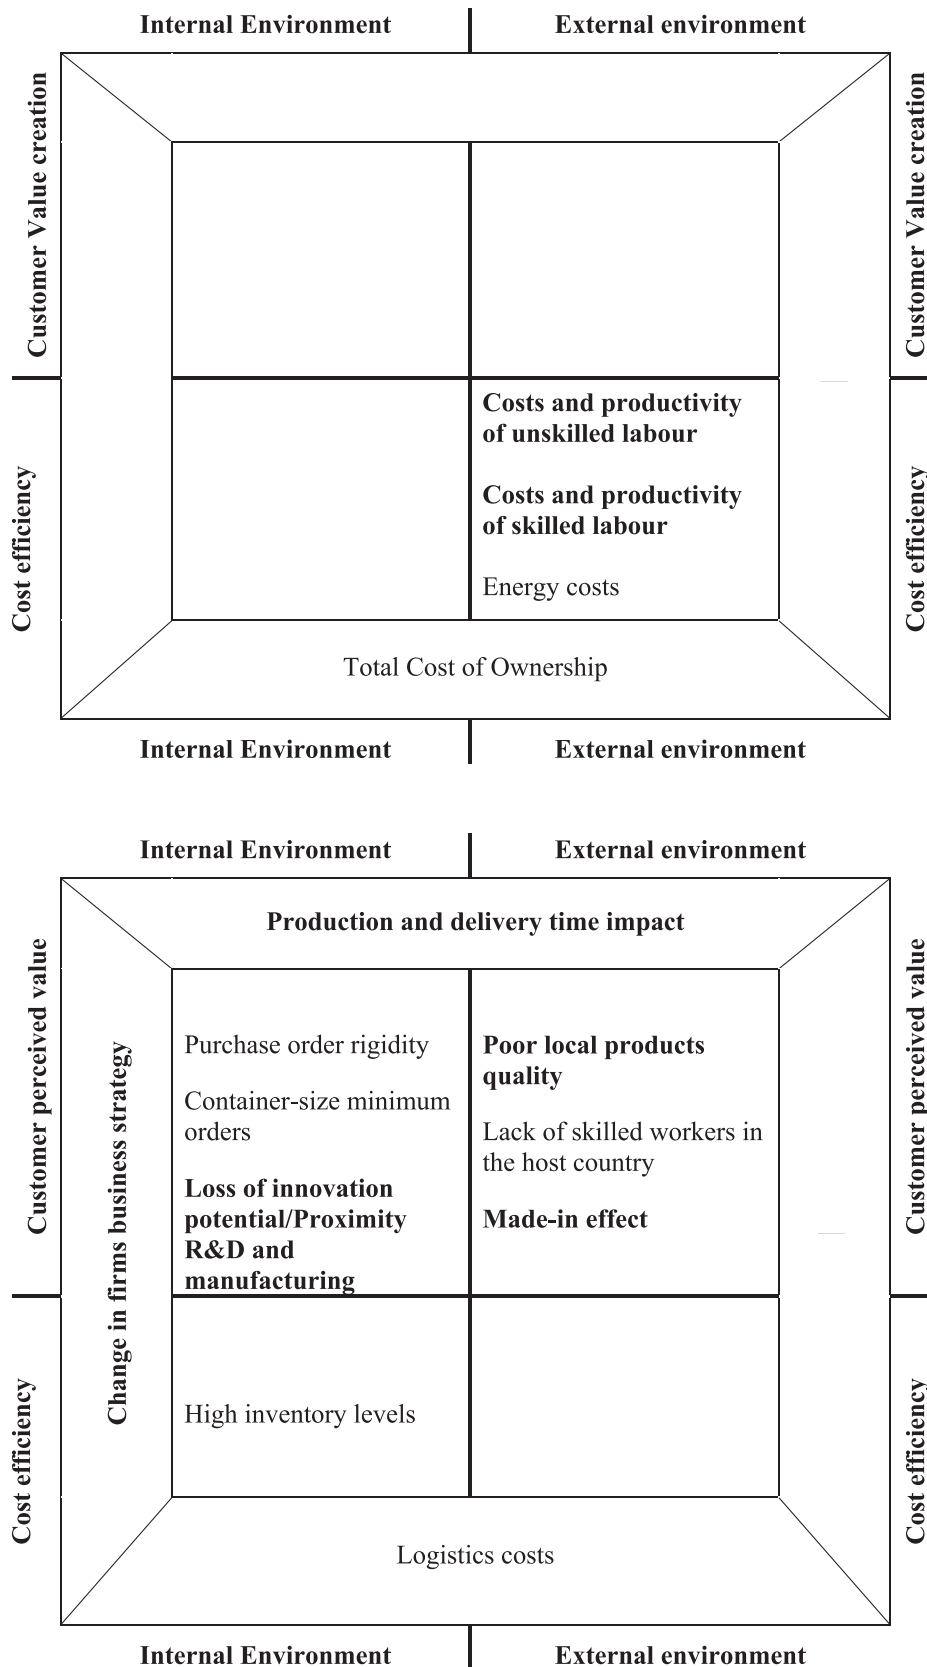 Internal Environment
External environment
Customer Value creation
Customer Value creation
Costs and productivity
of unskilled labour
Costs and productivity
of skilled labour
Energy costs
Cost efficiency
Cost efficiency
Total Cost of Ownership
Internal Environment
External environment
Internal Environment
External environment
Production and delivery time impact
Customer perceived value
Change in firms business strategy
Purchase order rigidity
Container-size minimum
orders
Loss of innovation
potential/Proximity
R&D and
manufacturing
Poor local products
quality
Lack of skilled workers in
the host country
Made-in effect
Customer perceived value
Cost efficiency
High inventory levels
Cost efficiency
Logistics costs
Internal Environment
External environment